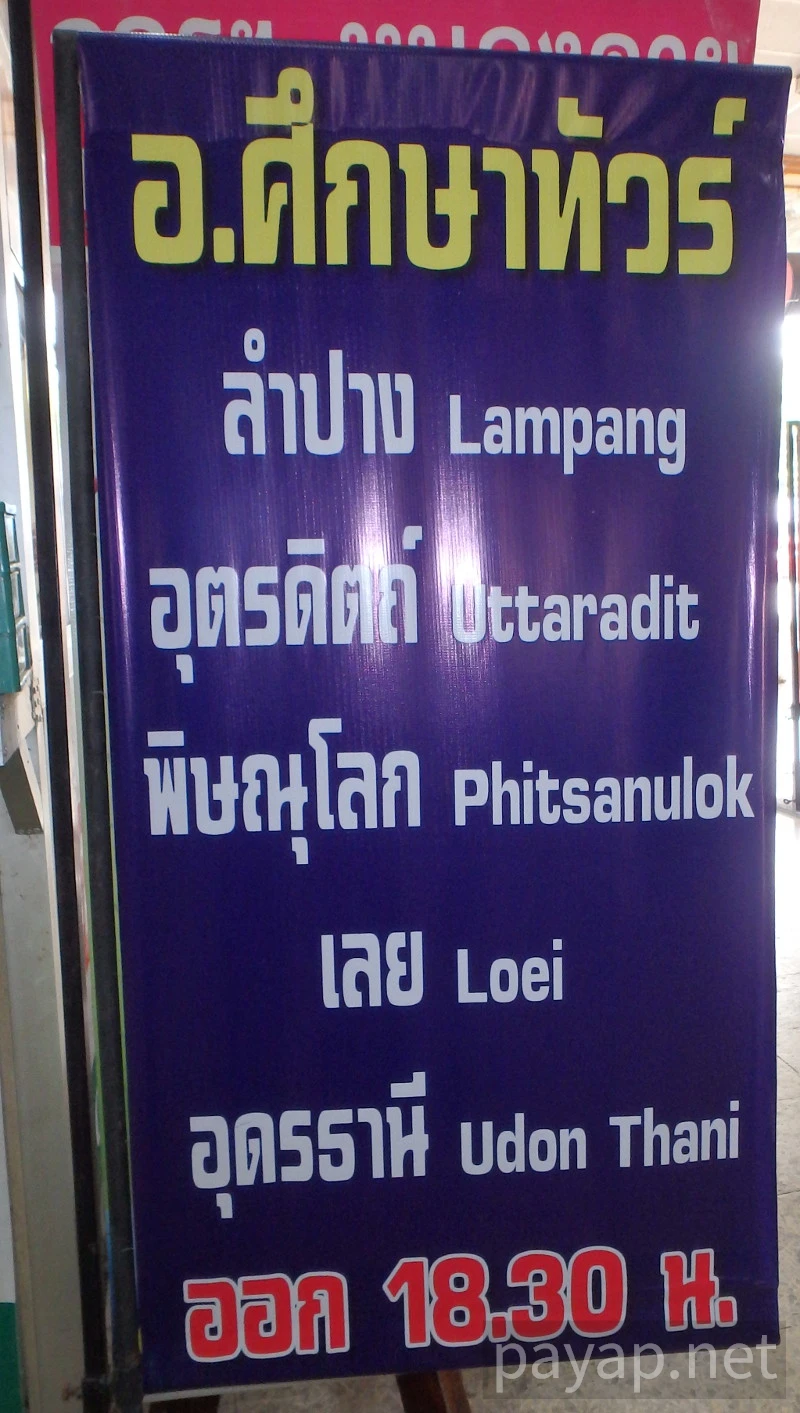 อ.ศึกษาทัวร์
ลำปาง Lampang
อุตรดิตถ์ Uttaradit
พิษณุโลก Phitsanulok
เลย Loei
อุดรธานี Udon Thani
ออก 18.30 น.
payap.net